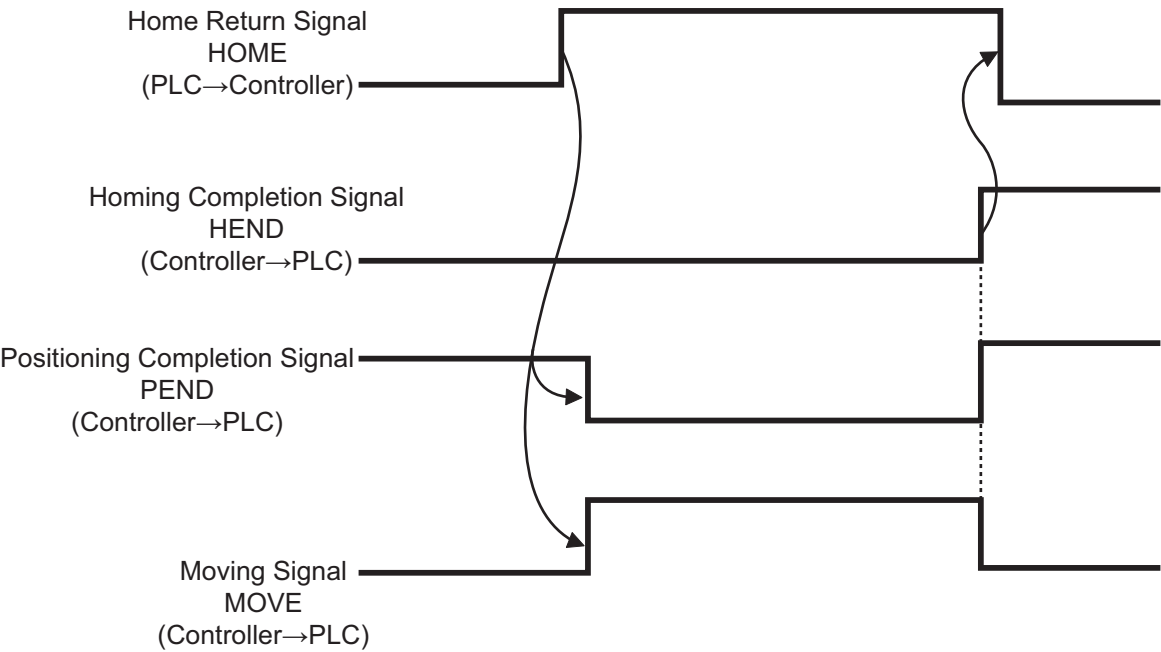 Home Return Signal
HOME
(PLC→Controller)
Homing Completion Signal
HEND
(Controller→PLC)
Positioning Completion Signal
PEND
(Controller→PLC)
Moving Signal
MOVE
(Controller→PLC)